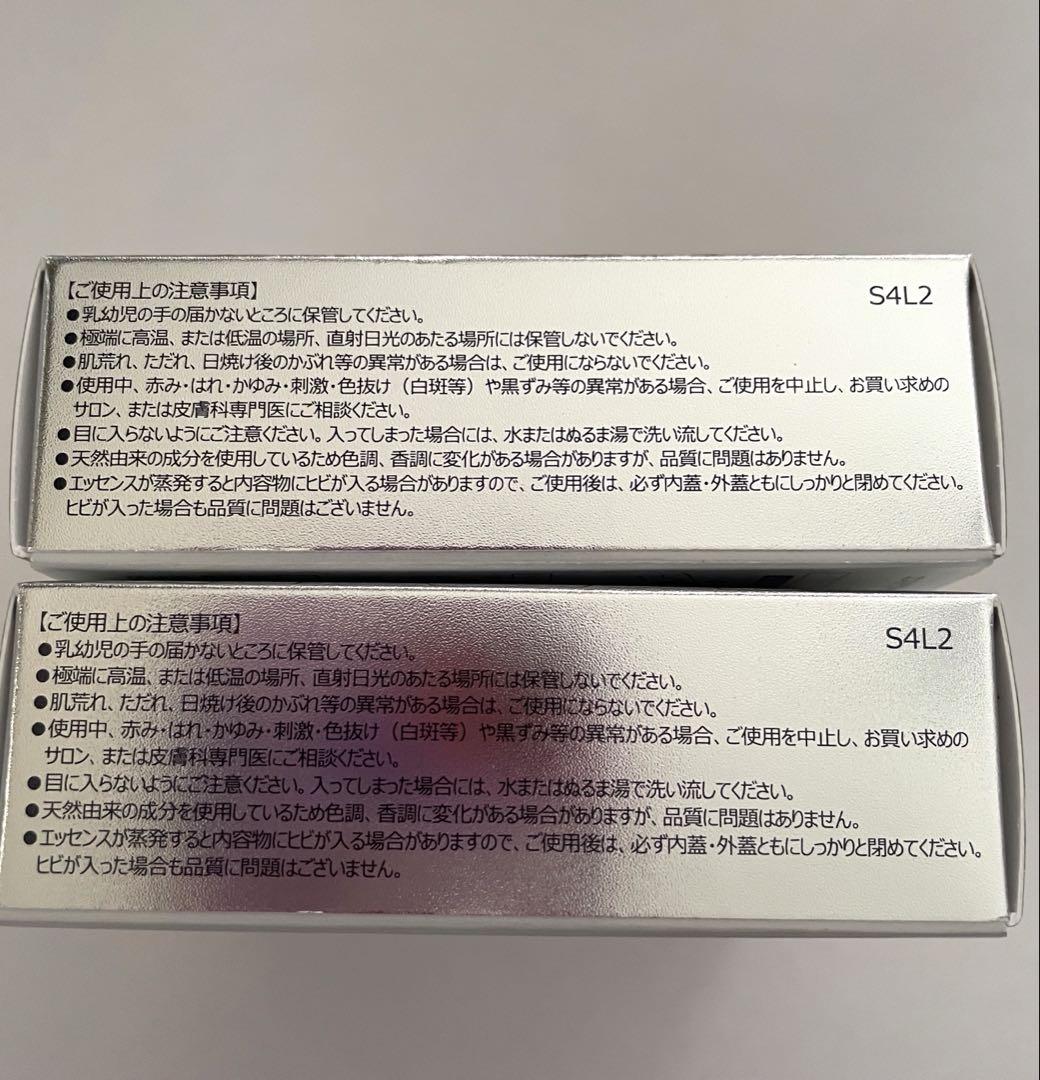 【ご使用上の注意事項】
S4L2
●乳幼児の手の届かないところに保管してください。
●極端に高温、または低温の場所、直射日光のあたる場所には保管しないでください。
●肌荒れ、ただれ、日焼け後のかぶれ等の異常がある場合は、ご使用にならないでください。
●使用中、赤み・はれ・かゆみ・刺激・色抜け（白斑等）や黒ずみ等の異常がある場合、ご使用を中止し、お買い求めの
サロン、または皮膚科専門医にご相談ください。
●目に入らないようにご注意ください。入ってしまった場合には、水またはぬるま湯で洗い流してください。
●天然由来の成分を使用しているため色調、香調に変化がある場合がありますが、品質に問題はありません。
●エッセンスが蒸発すると内容物にヒビが入る場合がありますので、ご使用後は、必ず内蓋・外蓋ともにしっかりと閉めてください。
ヒビが入った場合も品質に問題はございません。
【ご使用上の注意事項】
S4L2
●乳幼児の手の届かないところに保管してください。
●極端に高温、または低温の場所、直射日光のあたる場所には保管しないでください。
●肌荒れ、ただれ、日焼け後のかぶれ等の異常がある場合は、ご使用にならないでください。
●使用中、赤み・はれ・かゆみ・刺激・色抜け（白斑等）や黒ずみ等の異常がある場合、ご使用を中止し、お買い求めの
サロン、または皮膚科専門医にご相談ください。
●目に入らないようにご注意ください。入ってしまった場合には、水またはぬるま湯で洗い流してください。
●天然由来の成分を使用しているため色調、香調に変化がある場合がありますが、品質に問題はありません。
●エッセンスが蒸発すると内容物にヒビが入る場合がありますので、ご使用後は、必ず内蓋・外蓋ともにしっかりと閉めてください。
ヒビが入った場合も品質に問題はございません。